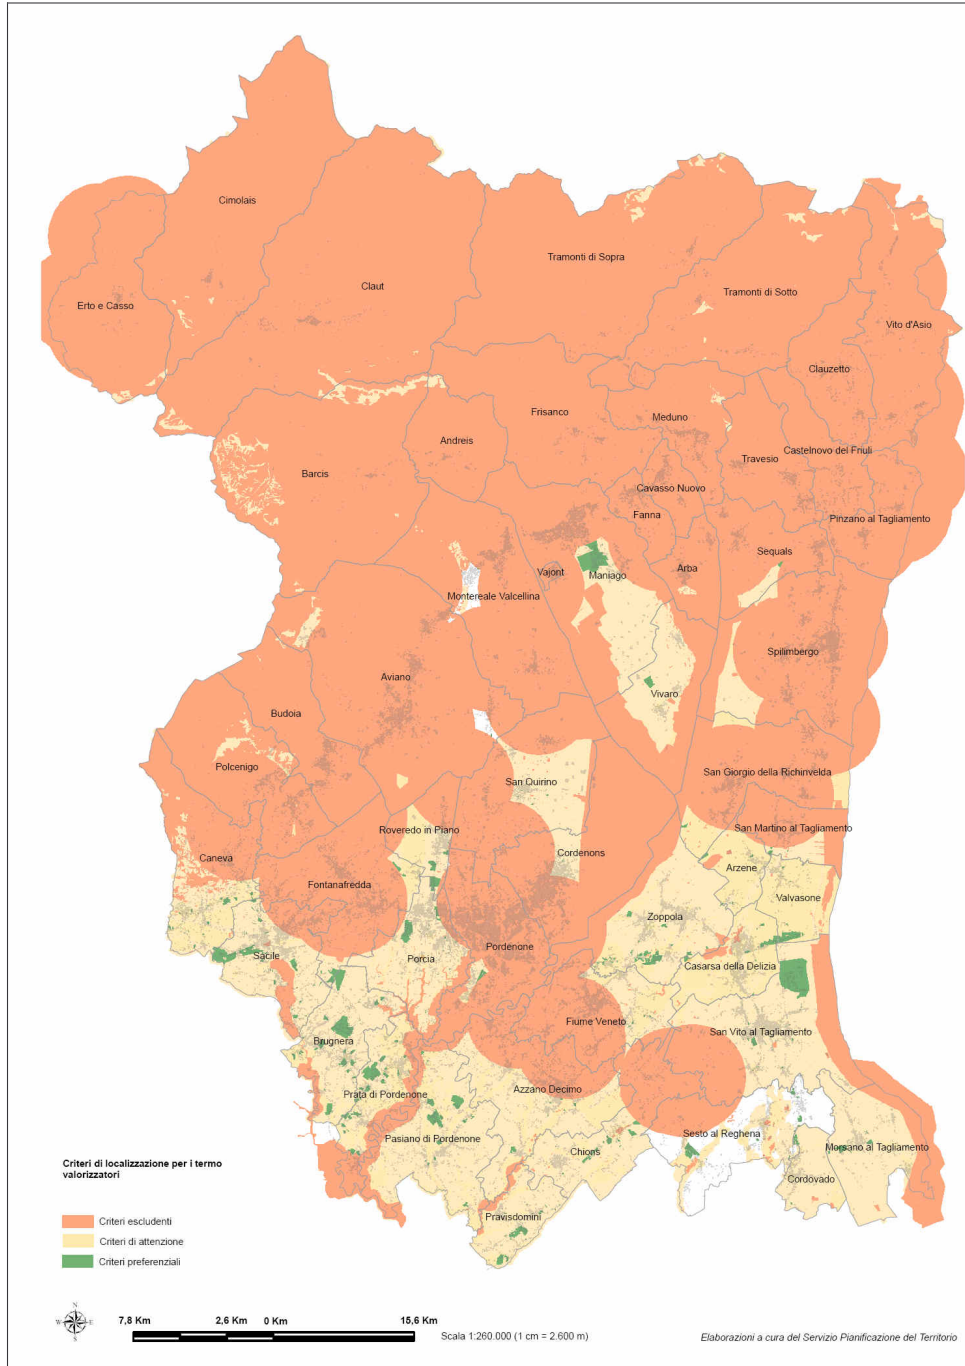 Cimolais
Tramonti di Sopra
Claut
Tramonti di Sotto
Erto e Casso
Vito d'Asio
Clauzetto
Frisanco
Meduno
Andreis
Castelnovo del Friuli
Travesio
Barcis
Cavasso Nuovo
Fanna
Pinzano al Tagliamento
Sequals
Arba
Vajont
Maniago
Montereale Valcellina
Spilimbergo
Aviano
Vivaro
Budoia
Polcenigo
San Giorgio della Richinvelda
San Quirino
Roveredo in Piano
San Martino al Tagliamento
Cordenons
Caneva
Arzene
Fontanafredda
Valvasone
Zoppola
Pordenone
Sacile
Porcia
Casarsa della Delizia
Fiume Veneto
San Vito al Tagliamento
Brugnera
Azzano Decimo
Prata di Pordenone
Sesto al Reghena
Pasiano di Pordenone
Morsano al Tagliamento
Chions
Cordovado
Pravisdomini
Criteri di localizzazione per i termo
valorizzatori
Criteri escludenti
Criteri di attenzione
Criteri preferenziali
N
W E
S
7,8 Km 2,6 Km 0 Km 15,6 Km
Scala 1:260.000 (1 cm = 2.600 m)
Elaborazioni a cura del Servizio Pianificazione del Territorio